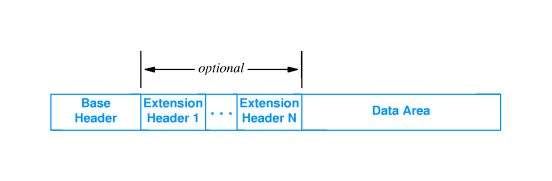 optional
Base
Header
Extension
Header 1
. . .
Extension
Header N
Data Area